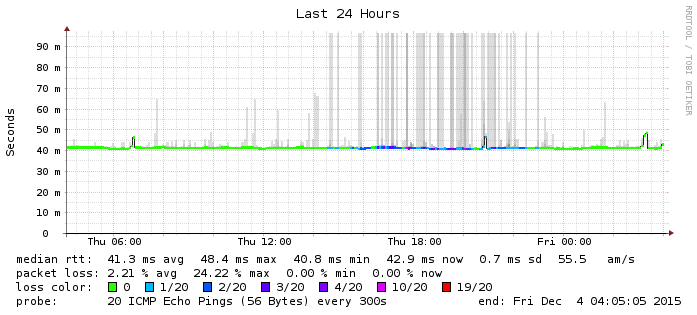 Last 24 Hours
RRDTOOL / TOBI OETIKER
Seconds
90 m
80 m
70 m
60 m
50 m
40 m
30 m
20 m
10 m
0
Thu 06:00 Thu 12:00 Thu 18:00 Fri 00:00
median rtt: 41.3 ms avg 48.4 ms max 40.8 ms min 42.9 ms now 0.7 ms sd 55.5 am/s
packet loss: 2.21 % avg 24.22 % max 0.00 % min 0.00 % now
loss color: 0 1/20 2/20 3/20 4/20 10/20 19/20
probe: 20 ICMP Echo Pings (56 Bytes) every 300s end: Fri Dec 4 04:05:05 2015